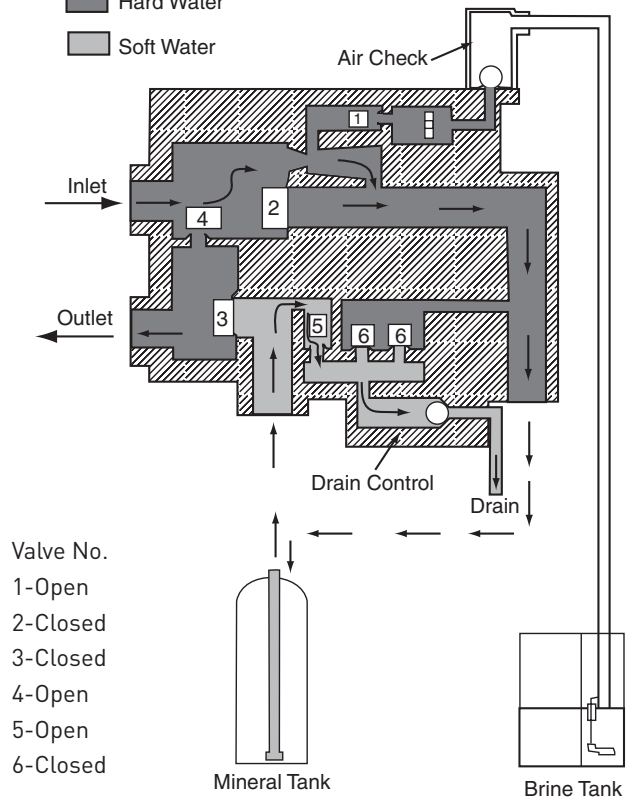 Hard Water
Soft Water
Air Check
1
Inlet
2
4
Outlet
3
5
6
6
Drain Control
Drain
Valve No.
1-Open
2-Closed
3-Closed
4-Open
5-Open
6-Closed
Mineral Tank
Brine Tank